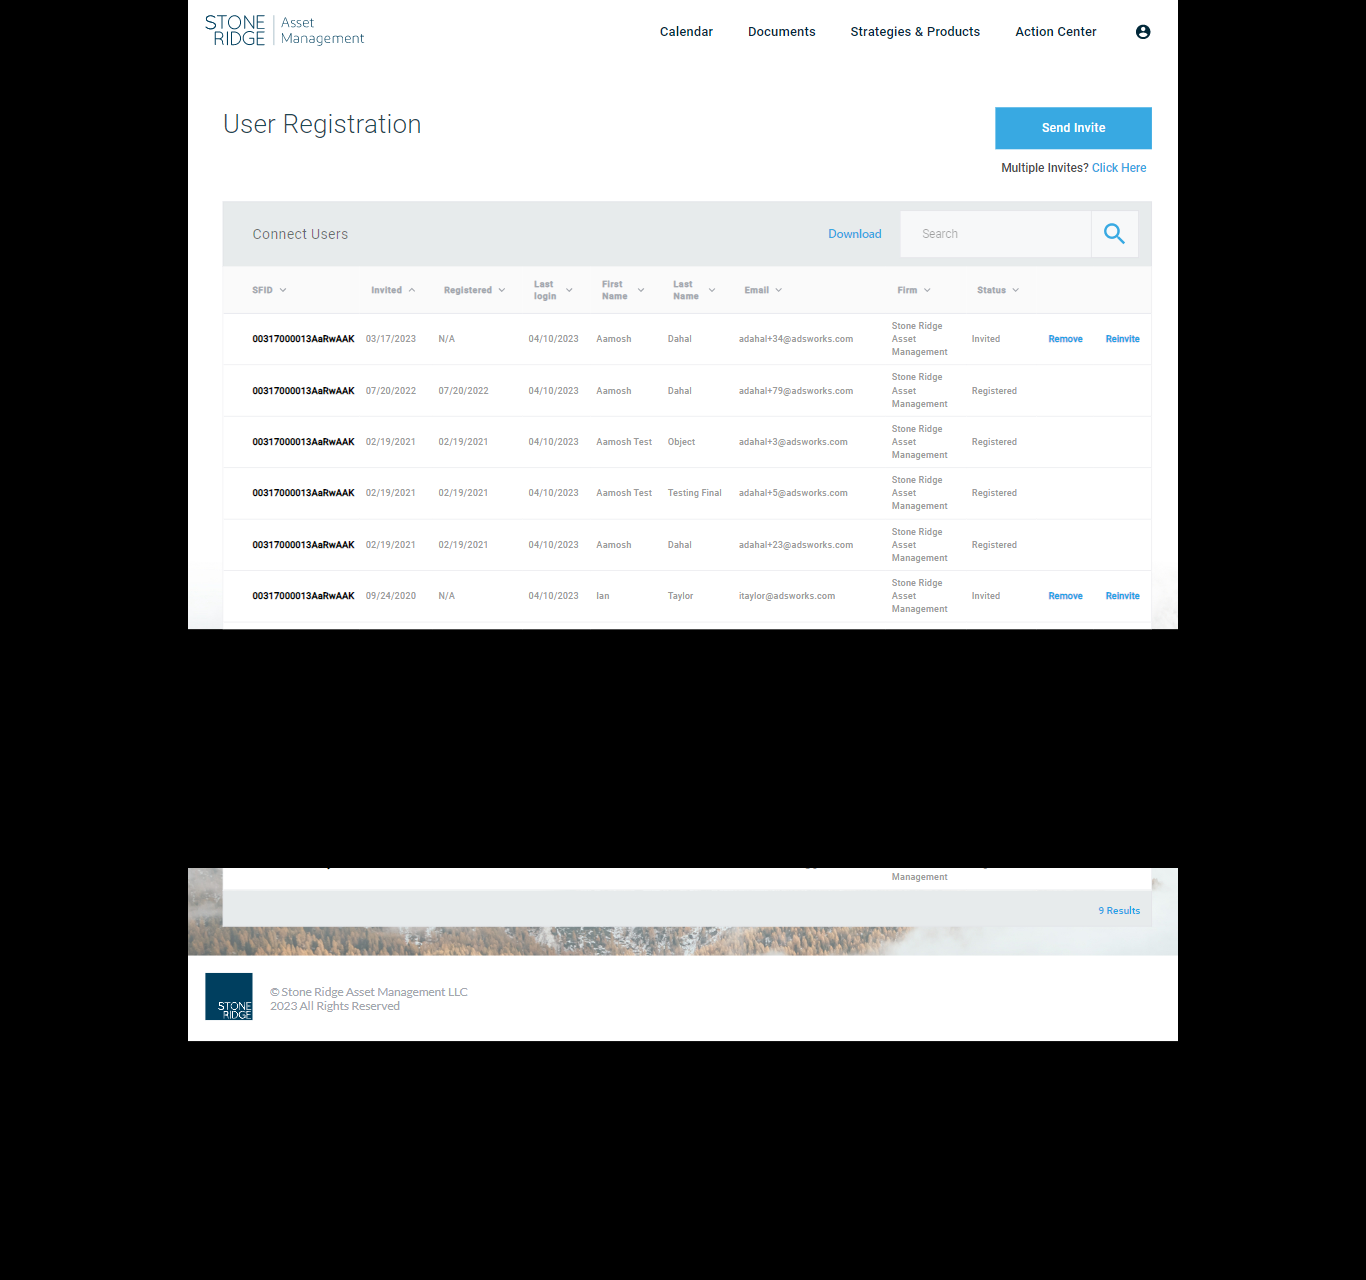 STONE RIDGE Asset Management
Calendar Documents Strategies & Products Action Center
User Registration
Send Invite
Multiple Invites? Click Here
Connect Users Download Search
SFID Invited Registered Last login First Name Last Name Email Firm Status
00317000013AaRwAAK 03/17/2023 N/A 04/10/2023 Aamosh Dahal adahal+34@adsworks.com Stone Ridge Asset Management Invited Remove Reinvite
00317000013AaRwAAK 07/20/2022 07/20/2022 04/10/2023 Aamosh Dahal adahal+79@adsworks.com Stone Ridge Asset Management Registered
00317000013AaRwAAK 02/19/2021 02/19/2021 04/10/2023 Aamosh Test Object adahal+3@adsworks.com Stone Ridge Asset Management Registered
00317000013AaRwAAK 02/19/2021 02/19/2021 04/10/2023 Aamosh Test Testing Final adahal+5@adsworks.com Stone Ridge Asset Management Registered
00317000013AaRwAAK 02/19/2021 02/19/2021 04/10/2023 Aamosh Dahal adahal+23@adsworks.com Stone Ridge Asset Management Registered
00317000013AaRwAAK 09/24/2020 N/A 04/10/2023 Ian Taylor itaylor@adsworks.com Stone Ridge Asset Management Invited Remove Reinvite
Management
9 Results
STONE RIDGE
© Stone Ridge Asset Management LLC
2023 All Rights Reserved